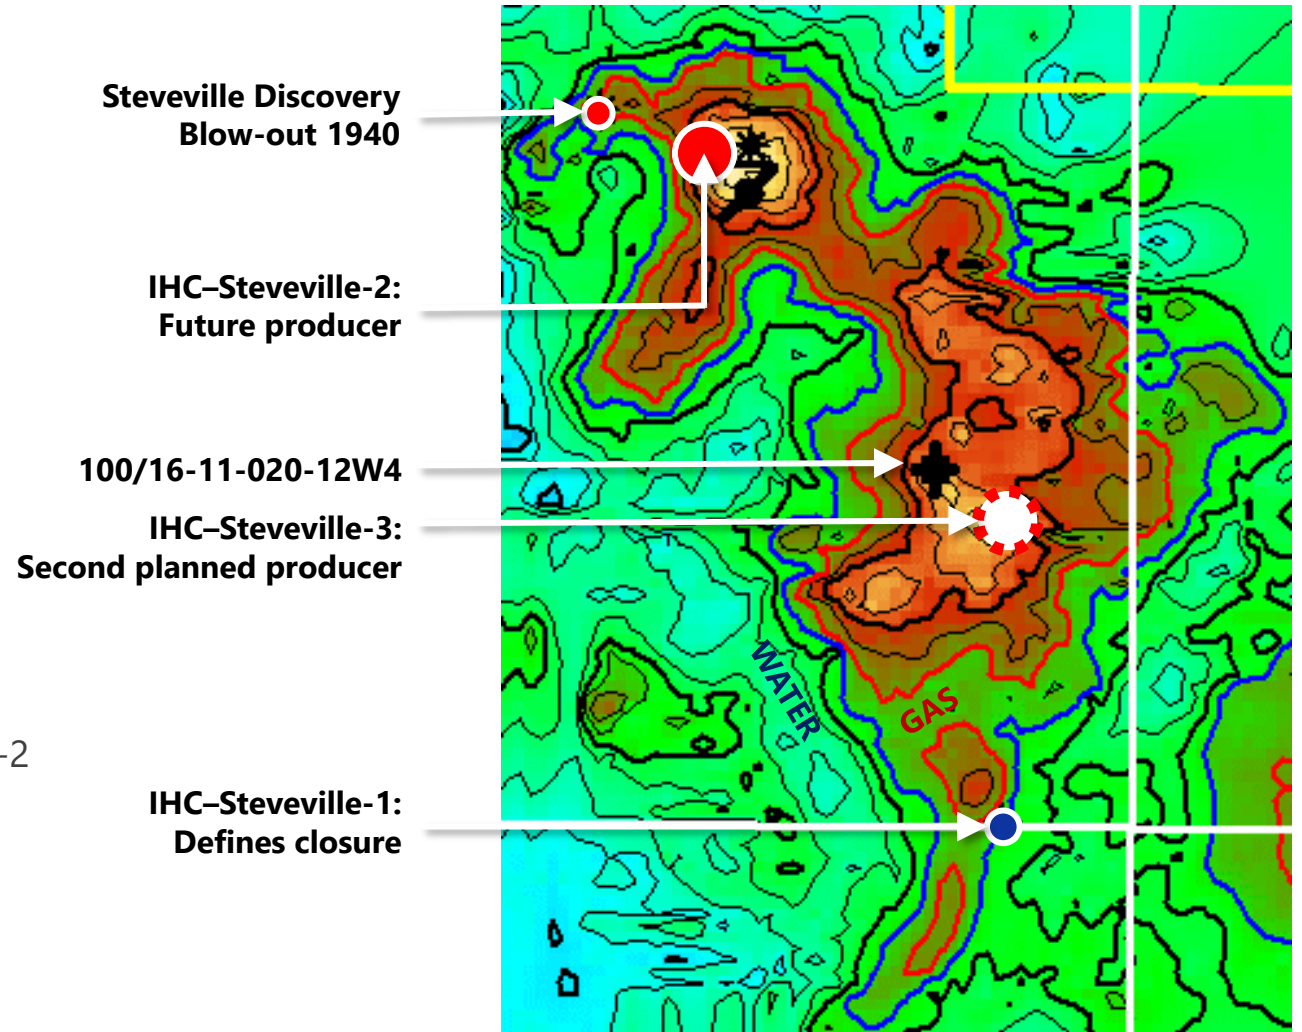 Steveville Discovery
Blow-out 1940
IHC–Steveville-2:
Future producer
100/16-11-020-12W4
IHC–Steveville-3:
Second planned producer
WATER
GAS
-2
IHC–Steveville-1:
Defines closure